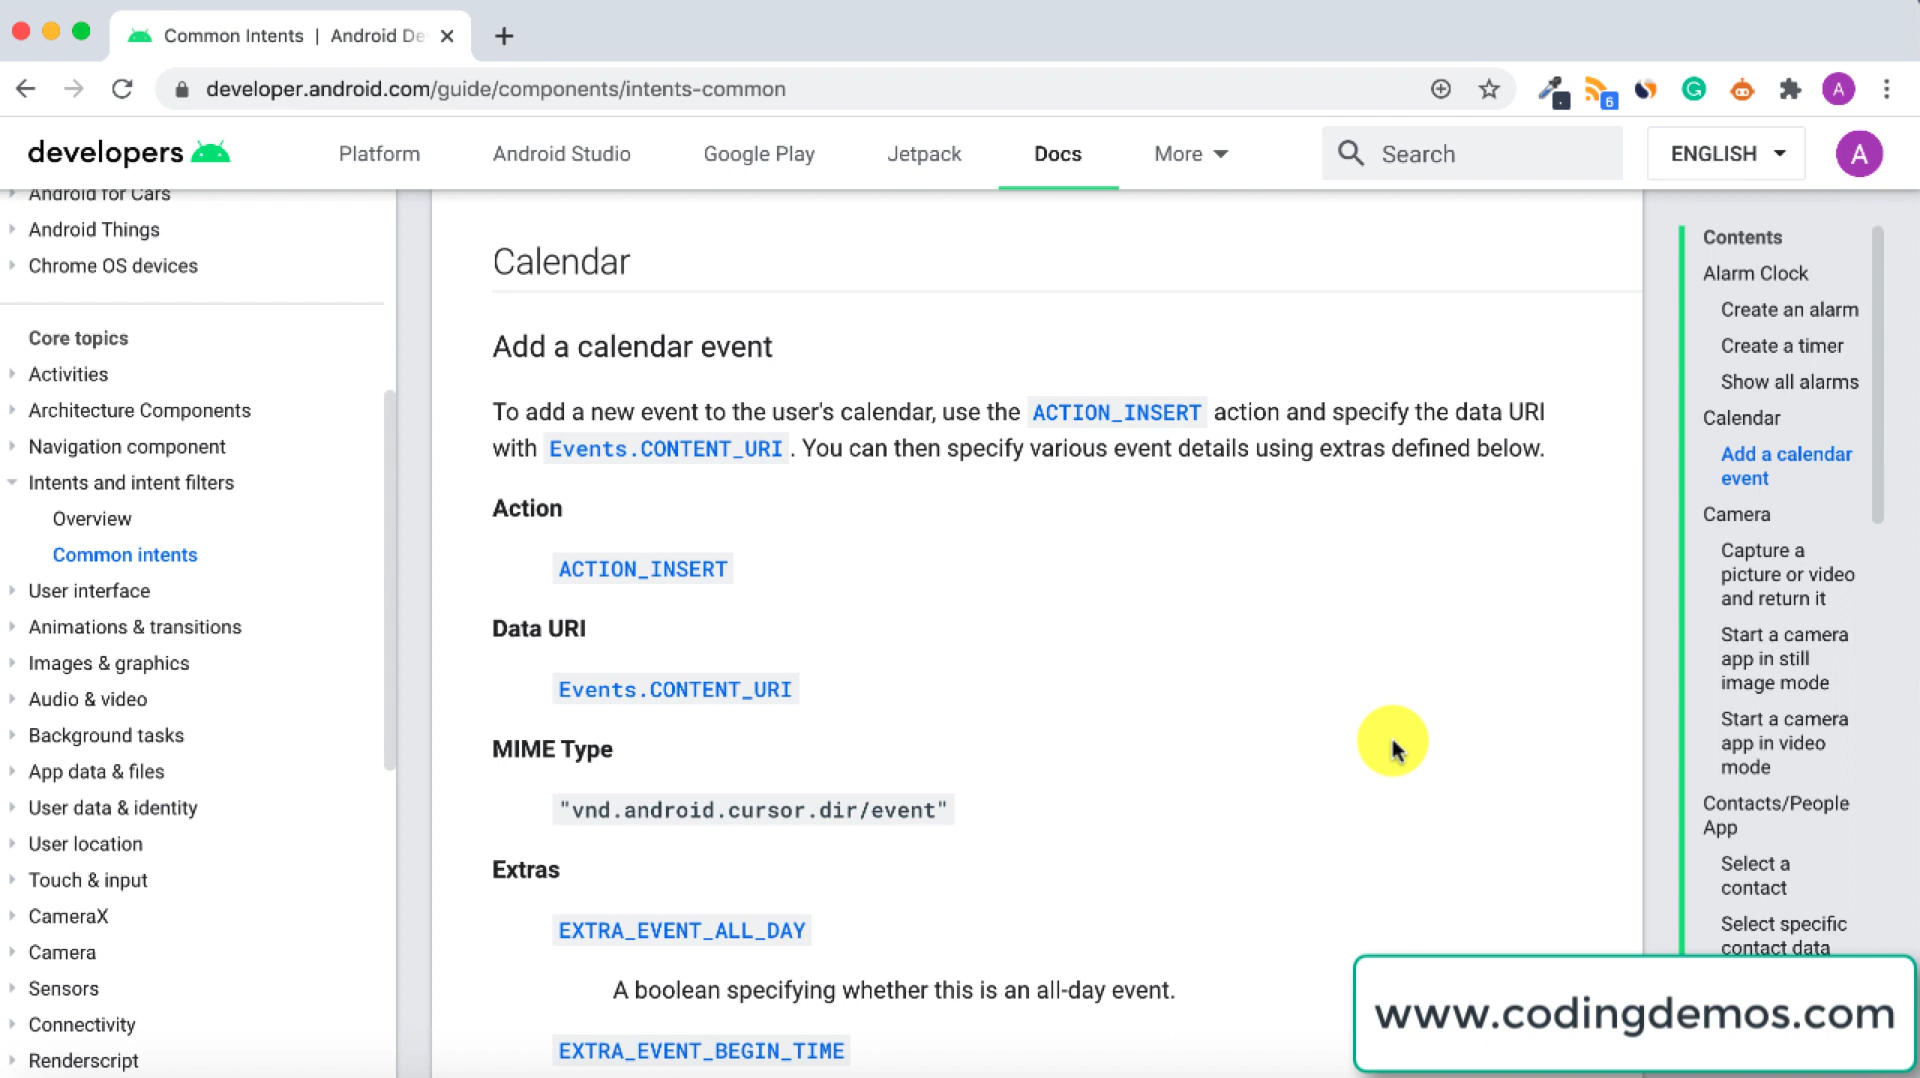 Common Intents | Android De
developer.android.com/guide/components/intents-common
6
A
developers
Platform
Android Studio
Google Play
Jetpack
Docs
More
Search
ENGLISH
A
Android for Cars
Android Things
Chrome OS devices
Core topics
Activities
Architecture Components
Navigation component
Intents and intent filters
Overview
Common intents
User interface
Animations & transitions
Images & graphics
Audio & video
Background tasks
App data & files
User data & identity
User location
Touch & input
CameraX
Camera
Sensors
Connectivity
Renderscript
Calendar
Add a calendar event
To add a new event to the user's calendar, use the ACTION_INSERT action and specify the data URI
with Events.CONTENT_URI. You can then specify various event details using extras defined below.
Action
ACTION_INSERT
Data URI
Events.CONTENT_URI
MIME Type
"vnd.android.cursor.dir/event"
Extras
EXTRA_EVENT_ALL_DAY
A boolean specifying whether this is an all-day event.
EXTRA_EVENT_BEGIN_TIME
Contents
Alarm Clock
Create an alarm
Create a timer
Show all alarms
Calendar
Add a calendar
event
Camera
Capture a
picture or video
and return it
Start a camera
app in still
image mode
Start a camera
app in video
mode
Contacts/People
App
Select a
contact
Select specific
contact data
www.codingdemos.com